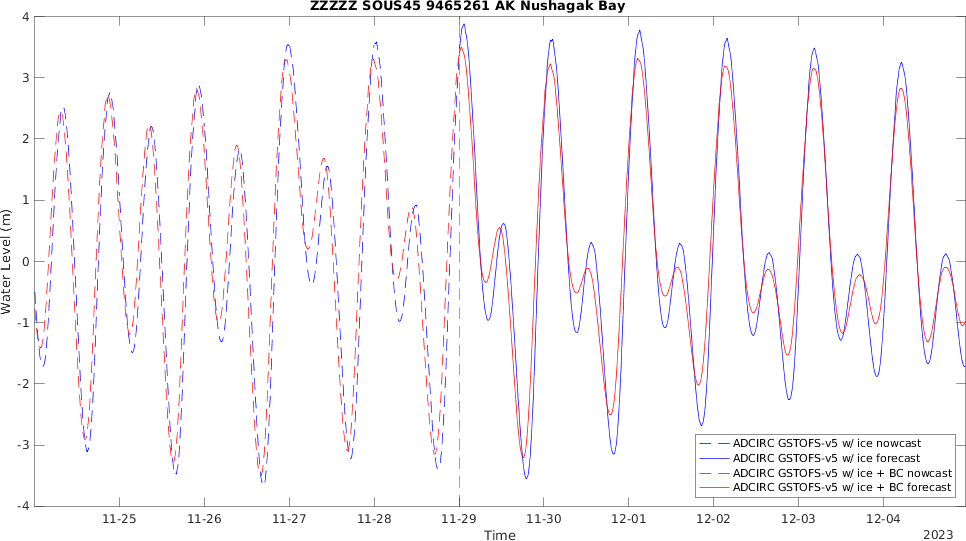 ZZZZZ SOUS45 9465261 AK Nushagak Bay
Water Level (m)
4
3
2
1
0
-1
-2
-3
-4
11-25 11-26 11-27 11-28 11-29 11-30 12-01 12-02 12-03 12-04
Time
2023
ADCIRC GSTOFS-v5 w/ ice nowcast
ADCIRC GSTOFS-v5 w/ ice forecast
ADCIRC GSTOFS-v5 w/ ice + BC nowcast
ADCIRC GSTOFS-v5 w/ ice + BC forecast